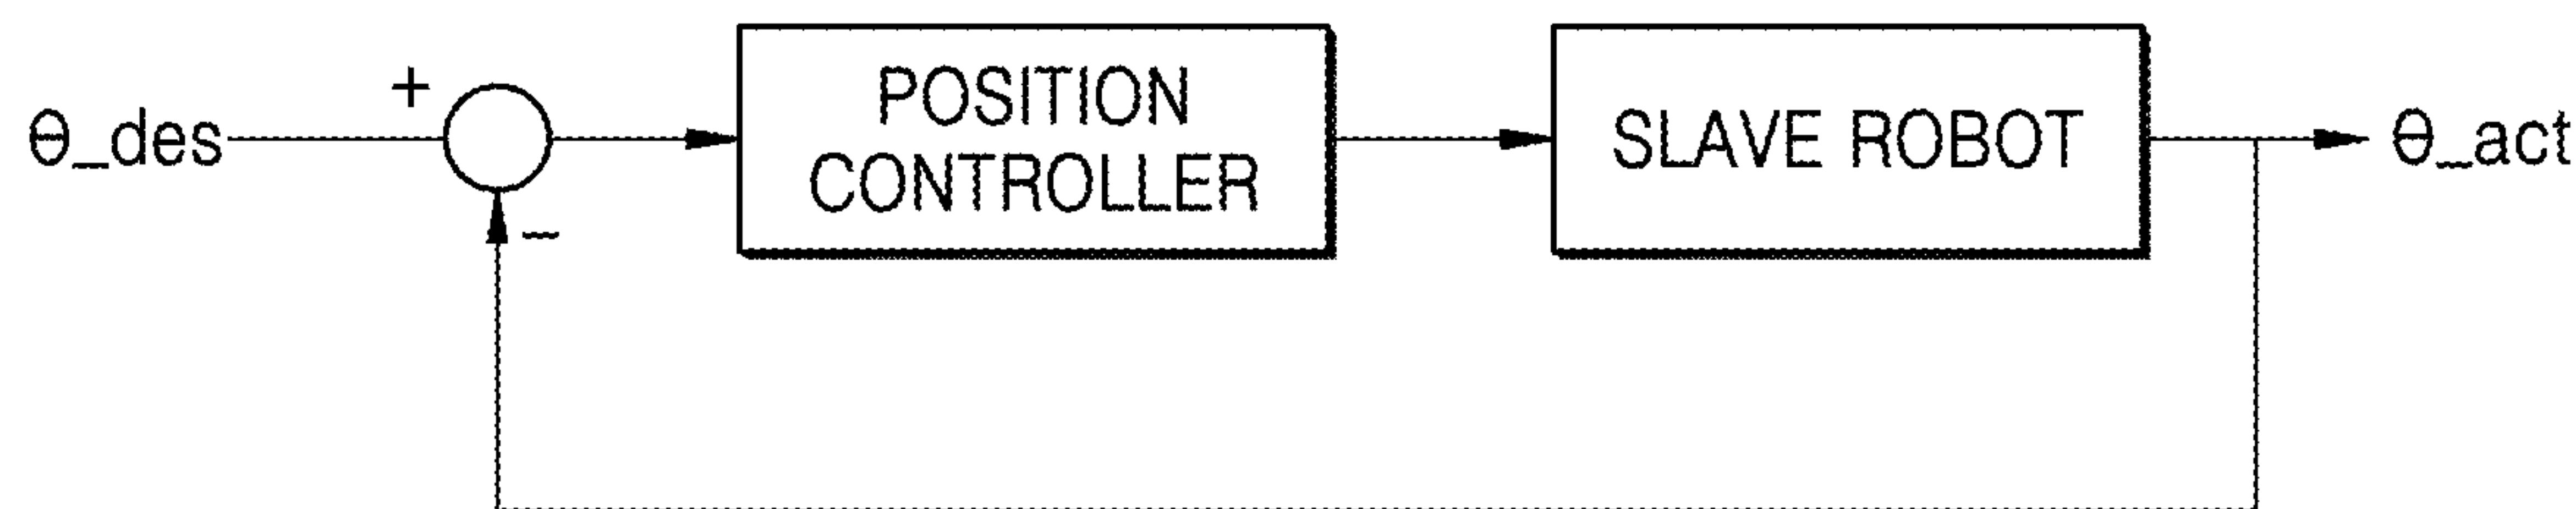 +
θ_des
POSITION
CONTROLLER
SLAVE ROBOT
θ_act
−